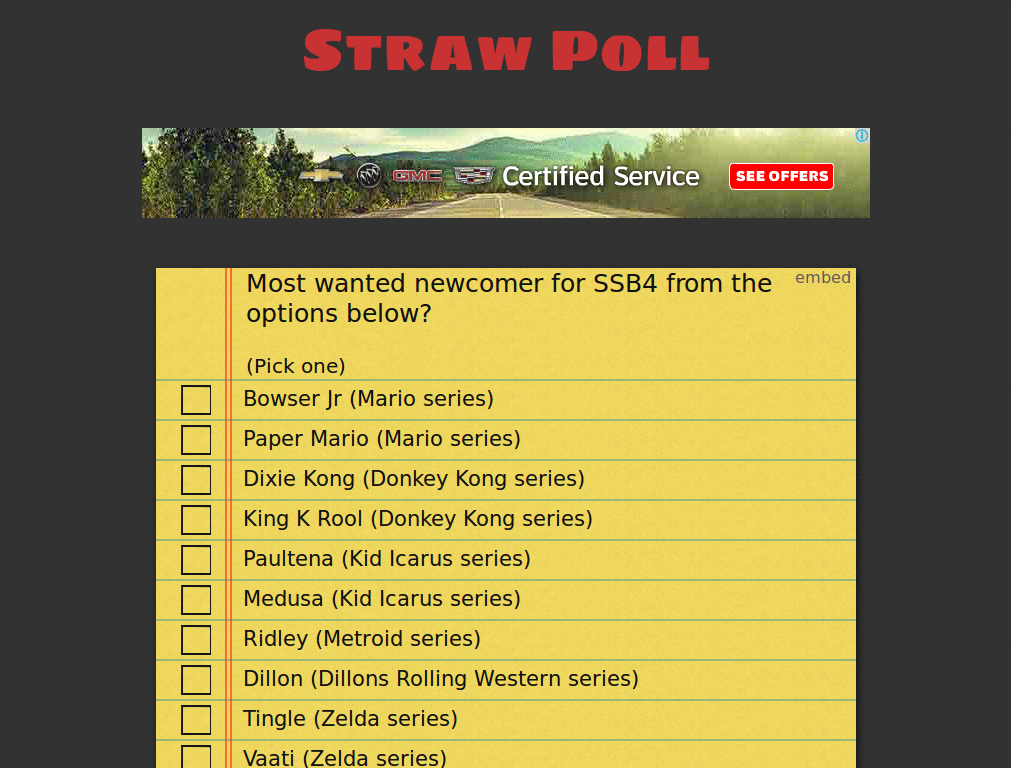 Straw Poll
GMC Certified Service SEE OFFERS
Most wanted newcomer for SSB4 from the
options below?
embed
(Pick one)
Bowser Jr (Mario series)
Paper Mario (Mario series)
Dixie Kong (Donkey Kong series)
King K Rool (Donkey Kong series)
Paultena (Kid Icarus series)
Medusa (Kid Icarus series)
Ridley (Metroid series)
Dillon (Dillons Rolling Western series)
Tingle (Zelda series)
Vaati (Zelda series)